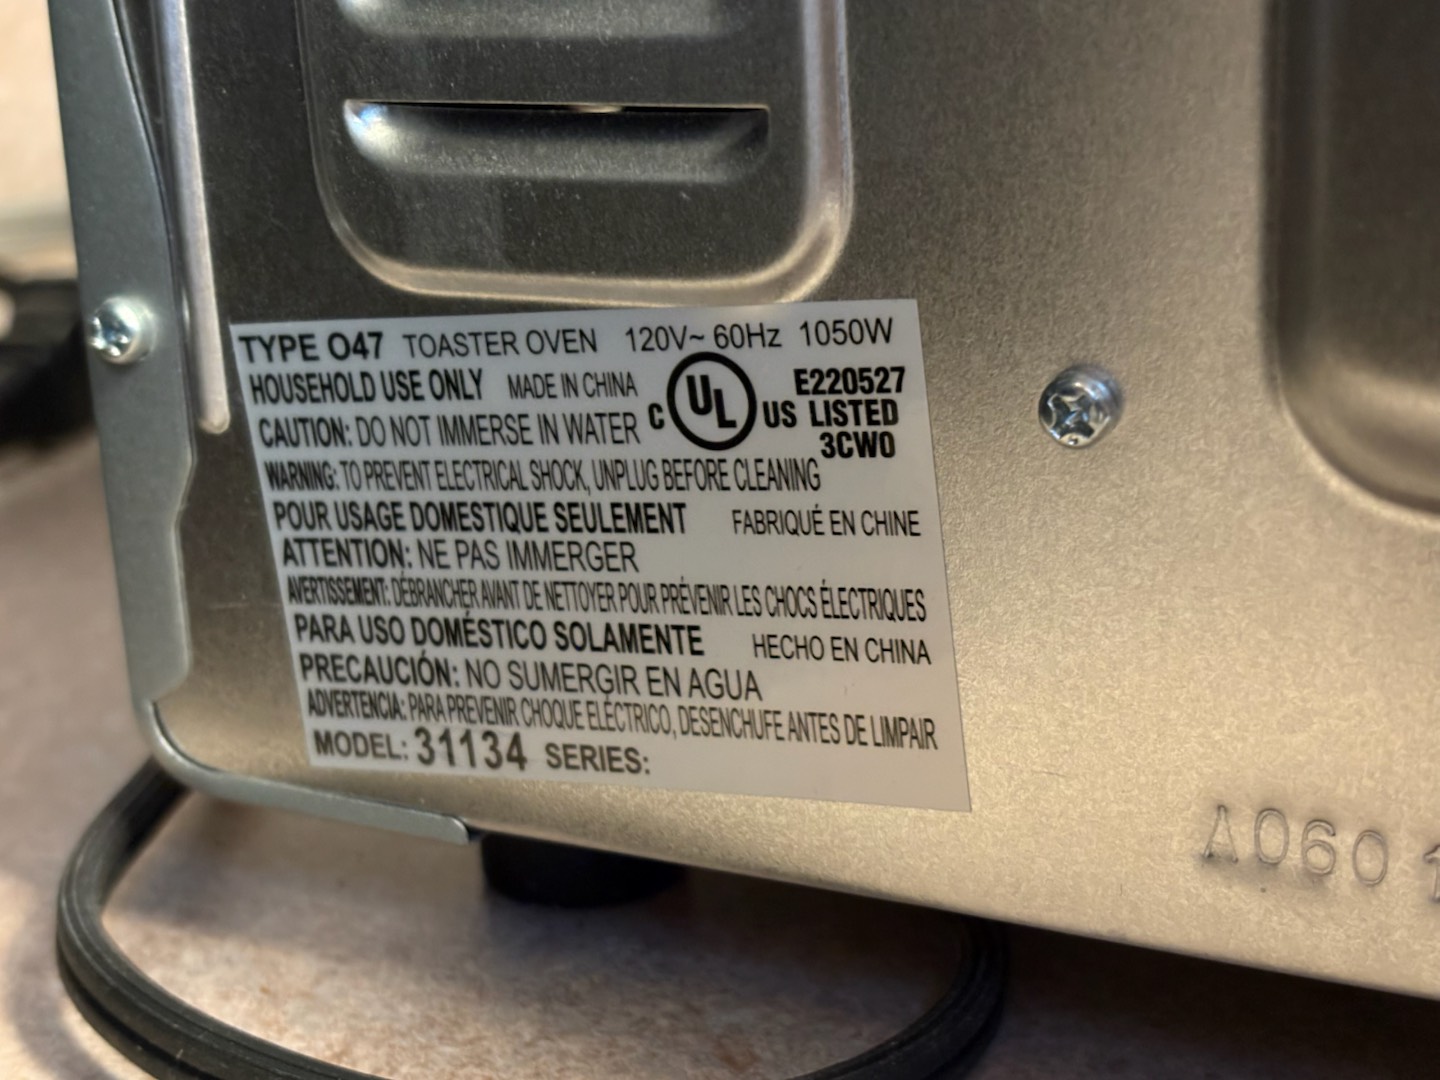 TYPE O47 TOASTER OVEN 120V~ 60Hz 1050W
HOUSEHOLD USE ONLY MADE IN CHINA
CAUTION: DO NOT IMMERSE IN WATER
C UL US
E220527
LISTED
3CW0
WARNING: TO PREVENT ELECTRICAL SHOCK, UNPLUG BEFORE CLEANING
POUR USAGE DOMESTIQUE SEULEMENT FABRIQUÉ EN CHINE
ATTENTION: NE PAS IMMERGER
AVERTISSEMENT: DÉBRANCHER AVANT DE NETTOYER POUR PRÉVENIR LES CHOCS ÉLECTRIQUES
PARA USO DOMÉSTICO SOLAMENTE HECHO EN CHINA
PRECAUCIÓN: NO SUMERGIR EN AGUA
ADVERTENCIA: PARA PREVENIR CHOQUE ELÉCTRICO, DESENCHUFE ANTES DE LIMPAIR
MODEL: 31134 SERIES:
A060